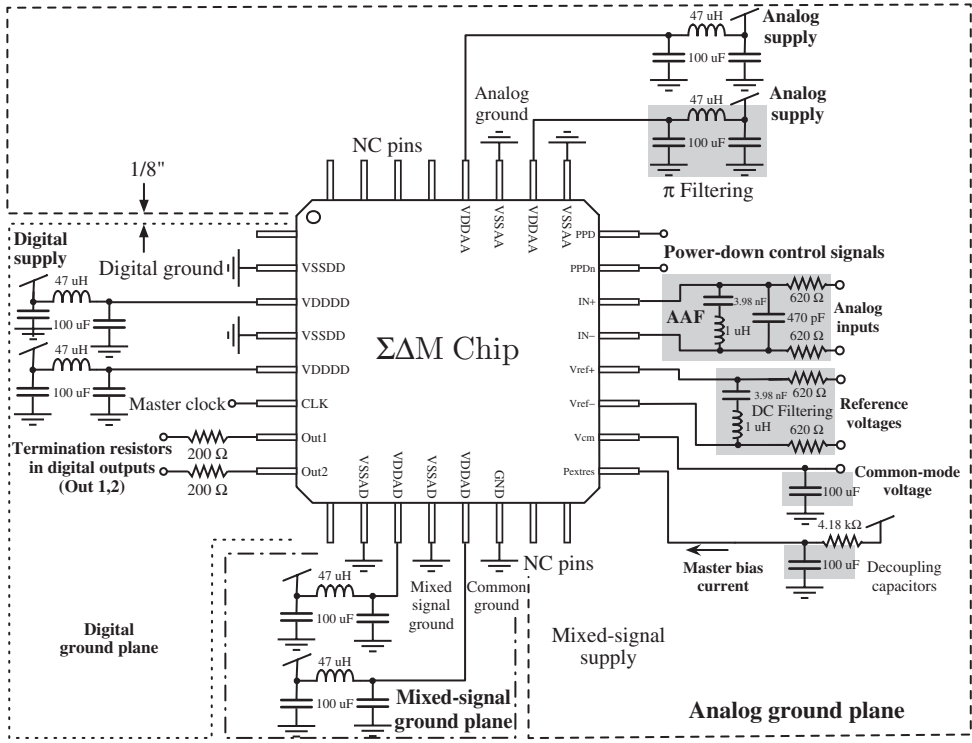 47 uH
Analog
supply
100 uF
47 uH
Analog
supply
100 uF
Analog
ground
π Filtering
NC pins
1/8"
VDDAA
VSSAA
VDDAA
VSSAA
Digital
supply
Digital ground
47 uH
100 uF
47 uH
100 uF
Master clock
Termination resistors
in digital outputs
(Out 1,2)
200 Ω
200 Ω
VSSDD
VDDDD
VSSDD
VDDDD
CLK
Out1
Out2
ΣΔM Chip
PPD
PPDn
IN+
IN−
Vref+
Vref−
Vcm
Pextres
VSSAD
VDDAD
VSSAD
VDDAD
GND
Power-down control signals
AAF
3.98 nF
1 uH
470 pF
620 Ω
620 Ω
Analog
inputs
3.98 nF
620 Ω
DC Filtering
1 uH
620 Ω
Reference
voltages
100 uF
Common-mode
voltage
4.18 kΩ
100 uF
Decoupling
capacitors
Master bias
current
NC pins
Mixed
signal
ground
Common
ground
47 uH
100 uF
47 uH
100 uF
Mixed-signal
ground plane
Digital
ground plane
Mixed-signal
supply
Analog ground plane